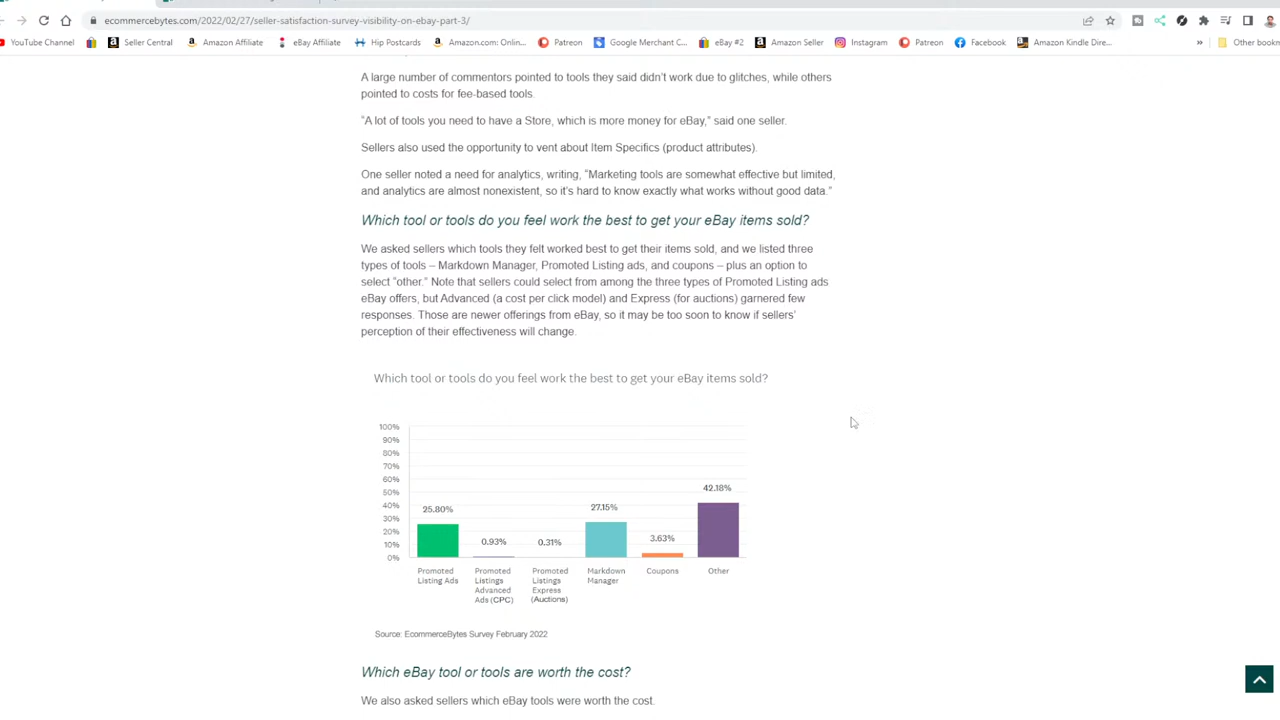 ecommercebytes.com/2022/02/27/seller-satisfaction-survey-visibility-on-ebay-part-3/
YouTube Channel Seller Central Amazon Affiliate eBay Affiliate Hip Postcards Amazon.com: Onlin... Patreon Google Merchant C... eBay #2 Amazon Seller Instagram Patreon Facebook Amazon Kindle Dire... » Other bookm
A large number of commentors pointed to tools they said didn't work due to glitches, while others
pointed to costs for fee-based tools.
"A lot of tools you need to have a Store, which is more money for eBay," said one seller.
Sellers also used the opportunity to vent about Item Specifics (product attributes).
One seller noted a need for analytics, writing, "Marketing tools are somewhat effective but limited,
and analytics are almost nonexistent, so it's hard to know exactly what works without good data."
Which tool or tools do you feel work the best to get your eBay items sold?
We asked sellers which tools they felt worked best to get their items sold, and we listed three
types of tools – Markdown Manager, Promoted Listing ads, and coupons – plus an option to
select "other." Note that sellers could select from among the three types of Promoted Listing ads
eBay offers, but Advanced (a cost per click model) and Express (for auctions) garnered few
responses. Those are newer offerings from eBay, so it may be too soon to know if sellers'
perception of their effectiveness will change.
Which tool or tools do you feel work the best to get your eBay items sold?
100%
90%
80%
70%
60%
50%
40%
30%
20%
10%
0%
25.80%
0.93%
0.31%
27.15%
3.63%
42.18%
Promoted
Listing Ads
Promoted
Listings
Advanced
Ads (CPC)
Promoted
Listings
Express
(Auctions)
Markdown
Manager
Coupons
Other
Source: EcommerceBytes Survey February 2022
Which eBay tool or tools are worth the cost?
We also asked sellers which eBay tools were worth the cost.